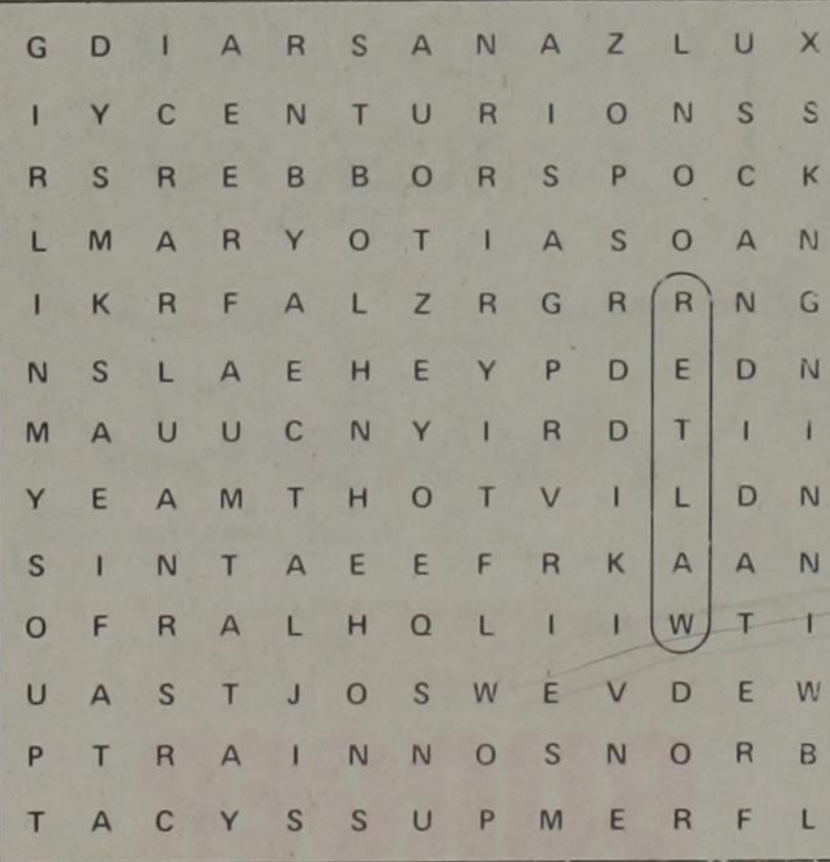 G D I A R S A N A Z L U X
I Y C E N T U R I O N S S
R S R E B B O R S P O C K
L M A R Y O T I A S O A N
I K R F A L Z R G R R N G
N S L A E H E Y P D E D N
M A U U C N Y I R D T I I
Y E A M T H O T V I L D N
S I N T A E E F R K A A N
O F R A L H Q L I I W T I
U A S T J O S W E V D E W
P T R A I N N O S N O R B
T A C Y S S U P M E R F L